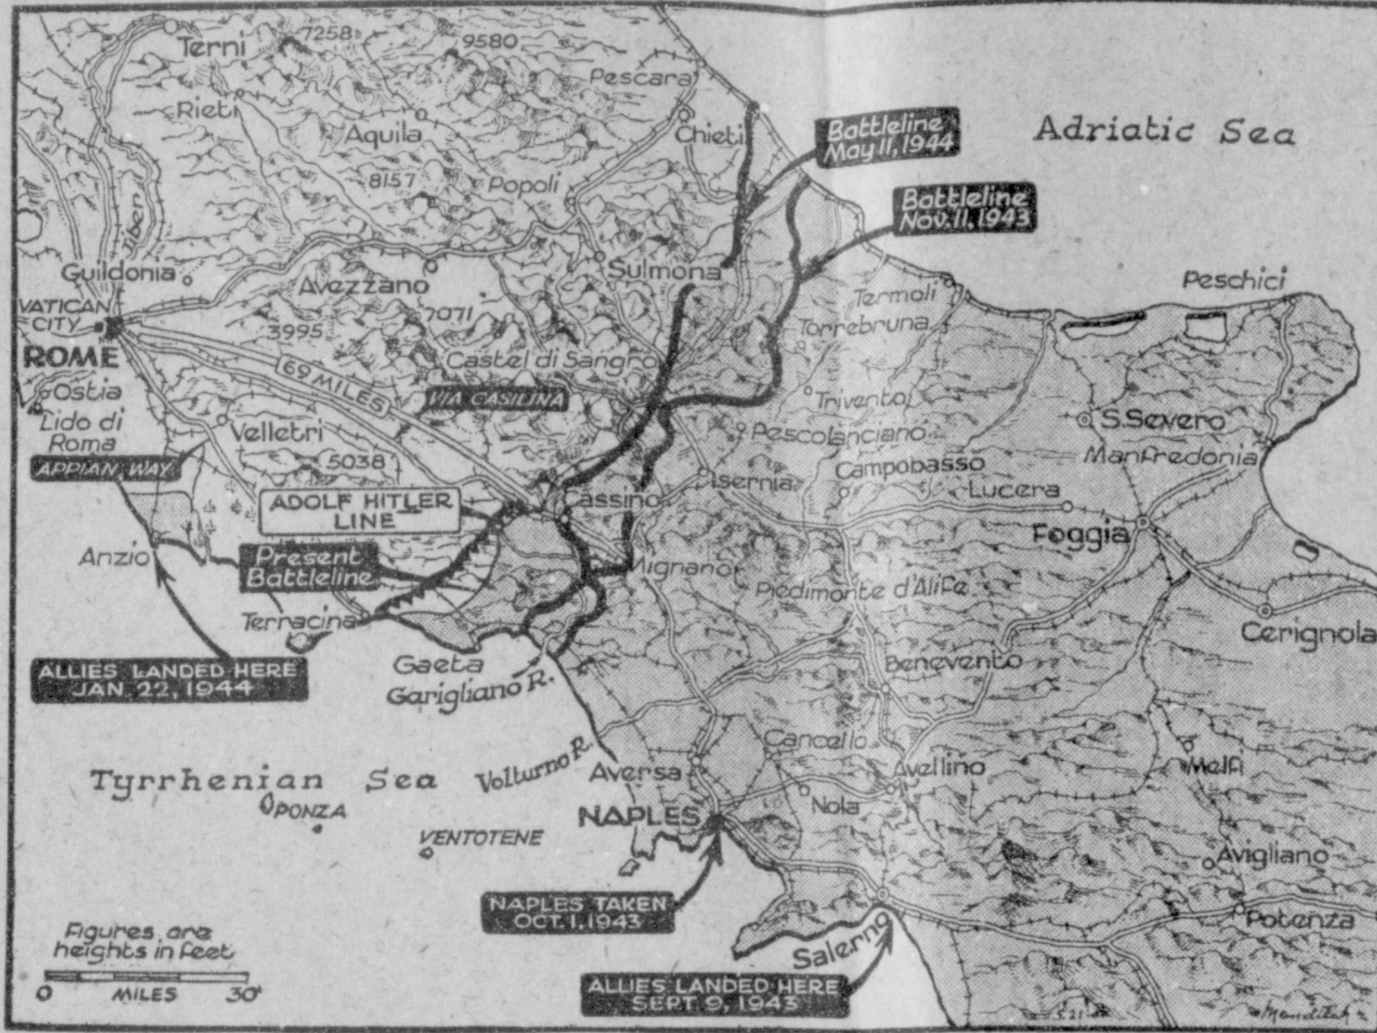 Terni
7258
9580
Pescara
Rieti
Aquila
Chieti
Battleline
May 11, 1944
Adriatic Sea
8157
Popoli
Battleline
Nov. 11, 1943
Tiber
Guildonia
Avezzano
Sulmona
Peschici
VATICAN
CITY
3995
7071
Termoli
Torrebruna
ROME
69 MILES
Castel di Sangro
VIA CASILINA
Ostia
Lido di
Roma
Velletri
Trivento
Pescolanciano
S. Severo
APPIAN WAY
5038
Campobasso
Manfredonia
ADOLF HITLER
LINE
Cassino
Isernia
Lucera
Foggia
Anzio
Present
Battleline
Mignano
Piedimonte d'Alife
Terracina
Cerignola
ALLIES LANDED HERE
JAN. 22, 1944
Gaeta
Garigliano R.
Benevento
Tyrrhenian Sea
Volturno R.
Cancello
Aversa
Avellino
Melfi
PONZA
Nola
NAPLES
VENTOTENE
Avigliano
NAPLES TAKEN
OCT. 1, 1943
Potenza
Figures are
heights in feet
Salerno
0 MILES 30
ALLIES LANDED HERE
SEPT. 9, 1943